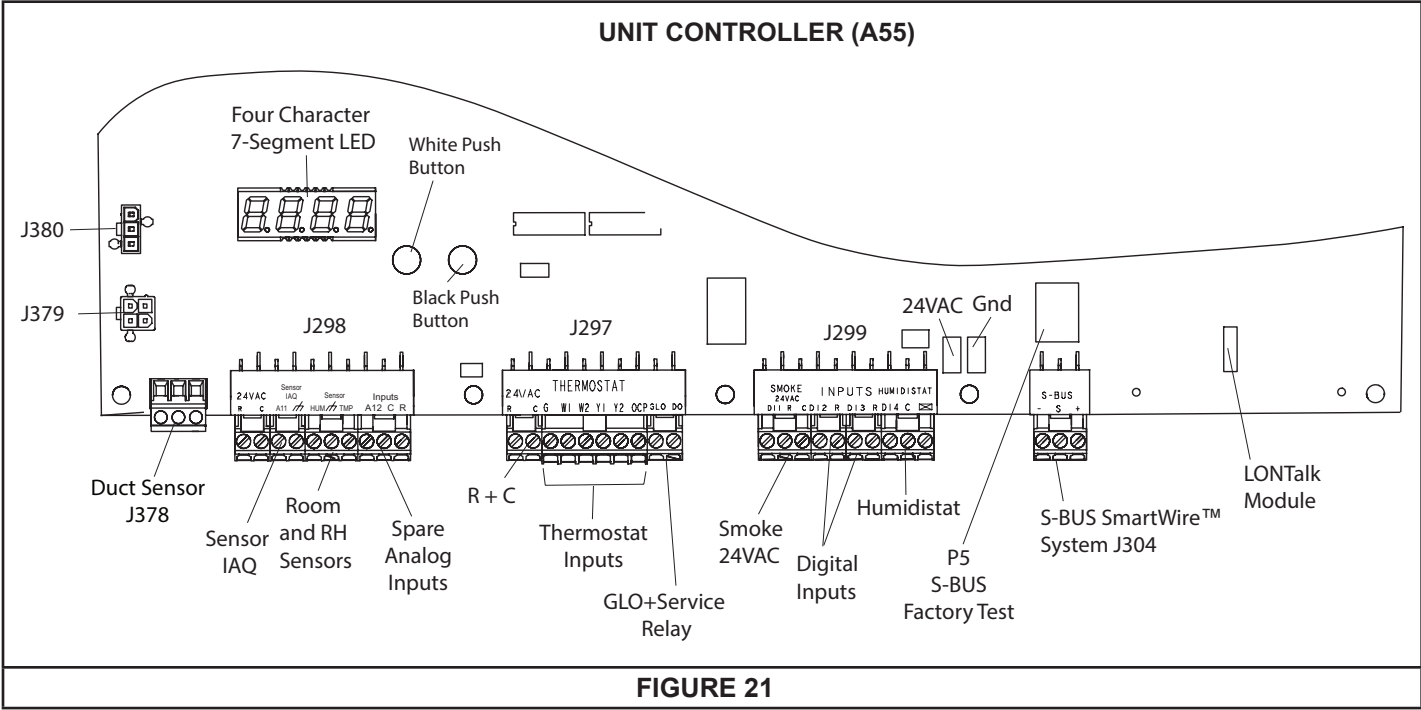 UNIT CONTROLLER (A55)
Four Character
7-Segment LED
White Push
Button
J380
J379
Black Push
Button
J298
J297
J299
24VAC
Gnd
24VAC
R C
Sensor
IAQ
A11
Sensor
HUM TMP
Inputs
A12 C R
24VAC
R C
THERMOSTAT
G W1 W2 Y1 Y2 OCP GLO DO
SMOKE
24VAC
INPUTS
HUMIDISTAT
DI1 R C DI2 R DI3 R DI4 C
S-BUS
- S +
Duct Sensor
J378
Sensor
IAQ
Room
and RH
Sensors
Spare
Analog
Inputs
R + C
Thermostat
Inputs
GLO+Service
Relay
Smoke
24VAC
Digital
Inputs
Humidistat
P5
S-BUS
Factory Test
S-BUS SmartWire™
System J304
LONTalk
Module
FIGURE 21